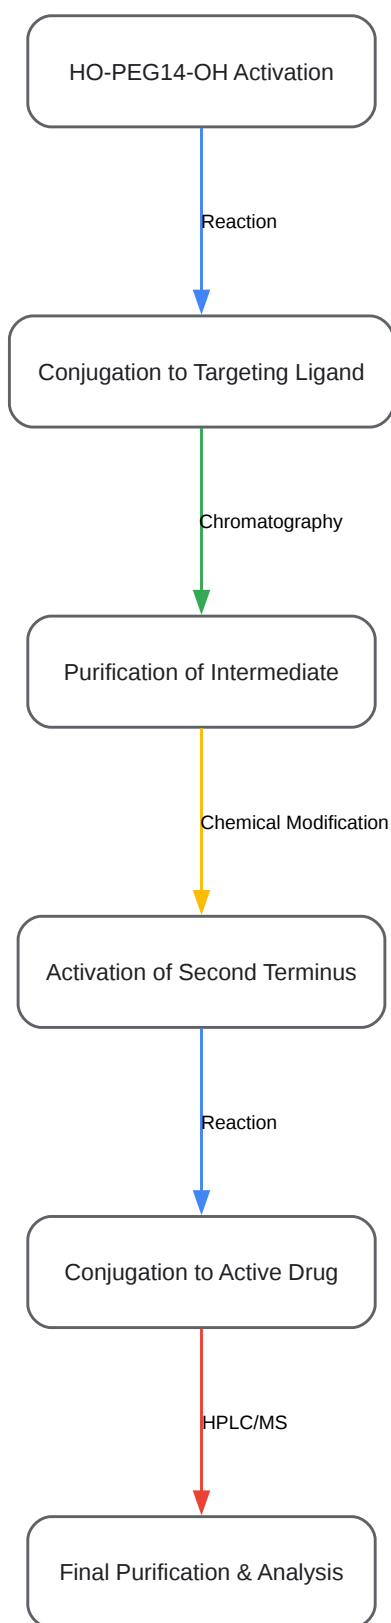 HO-PEG14-OH Activation
Reaction
Conjugation to Targeting Ligand
Chromatography
Purification of Intermediate
Chemical Modification
Activation of Second Terminus
Reaction
Conjugation to Active Drug
HPLC/MS
Final Purification & Analysis